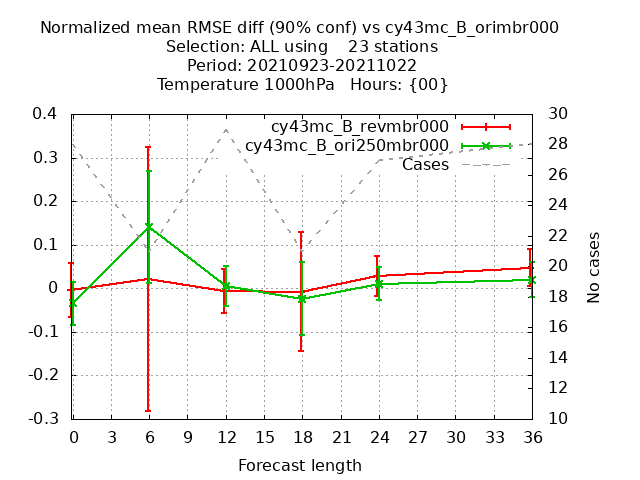 Normalized mean RMSE diff (90% conf) vs cy43mc_B_orimbr000
Selection: ALL using    23 stations
Period: 20210923-20211022
Temperature 1000hPa   Hours: {00}
cy43mc_B_revmbr000
cy43mc_B_ori250mbr000
Cases
0.4
0.3
0.2
0.1
0
-0.1
-0.2
-0.3
30
28
26
24
22
20
18
16
14
12
10
No cases
0 3 6 9 12 15 18 21 24 27 30 33 36
Forecast length